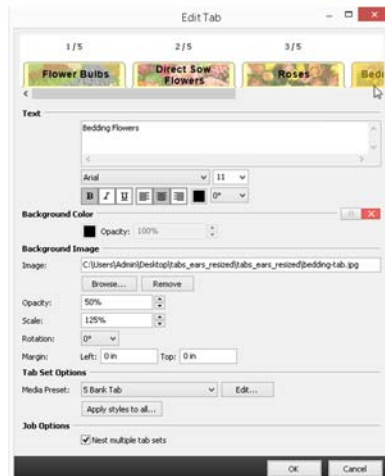 Edit Tab
1/5 2/5 3/5
Flower Bulbs
Direct Sow
Flowers
Roses
Text
Bedding Flowers
Arial 11
B I U 0°
Background Color
Opacity: 100%
Background Image
Image: C:\Users\Admin\Desktop\tabs_ears_resized\tabs_ears_resized\bedding-tab.jpg
Browse... Remove
Opacity: 50%
Scale: 125%
Rotation: 0°
Margin: Left: 0 in Top: 0 in
Tab Set Options
Media Preset: 5 Bank Tab Edit...
Apply styles to all...
Job Options
Nest multiple tab sets
OK Cancel